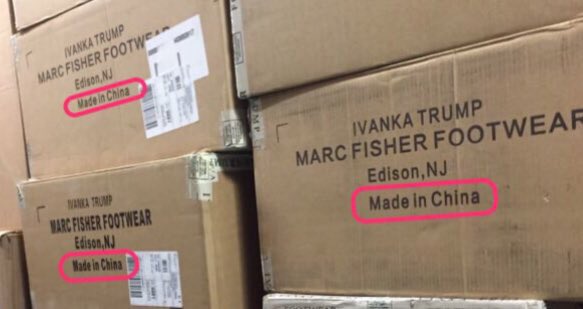 IVANKA TRUMP
MARC FISHER FOOTWEAR
Edison,NJ
Made in China
IVANKA TRUMP
MARC FISHER FOOTWEAR
Edison,NJ
Made in China
IVANKA TRUMP
MARC FISHER FOOTWEAR
Edison,NJ
Made in China